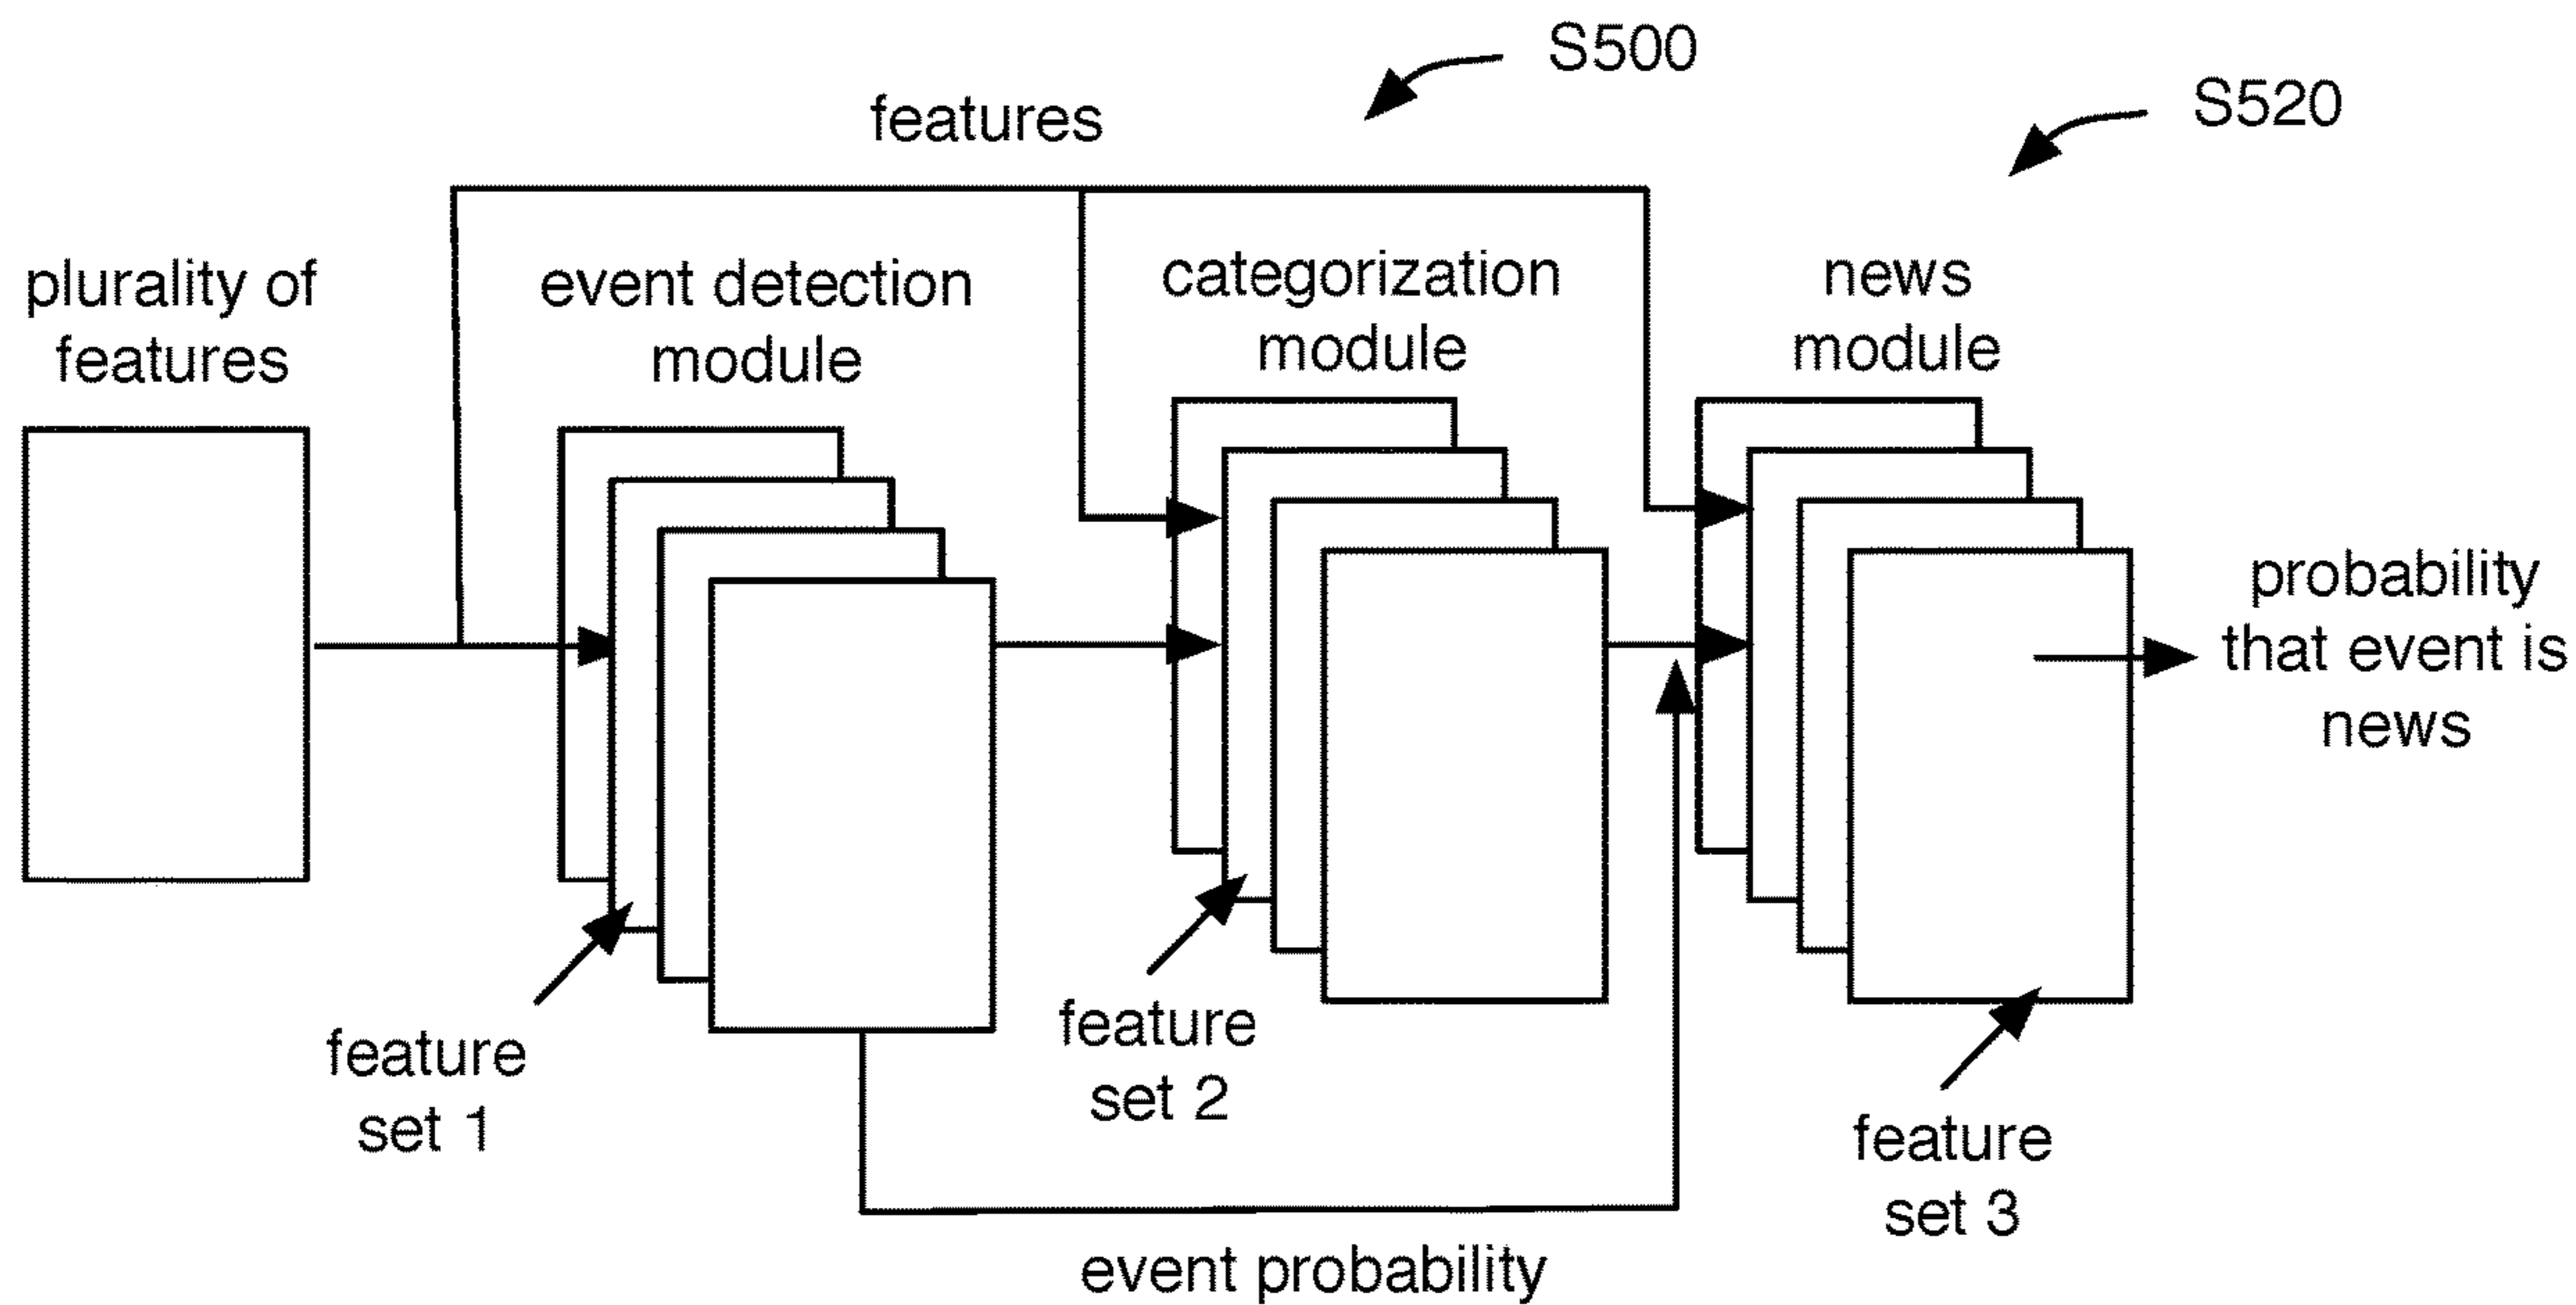 S500
S520
features
plurality of
features
event detection
module
categorization
module
news
module
probability
that event is
news
feature
set 1
feature
set 2
feature
set 3
event probability